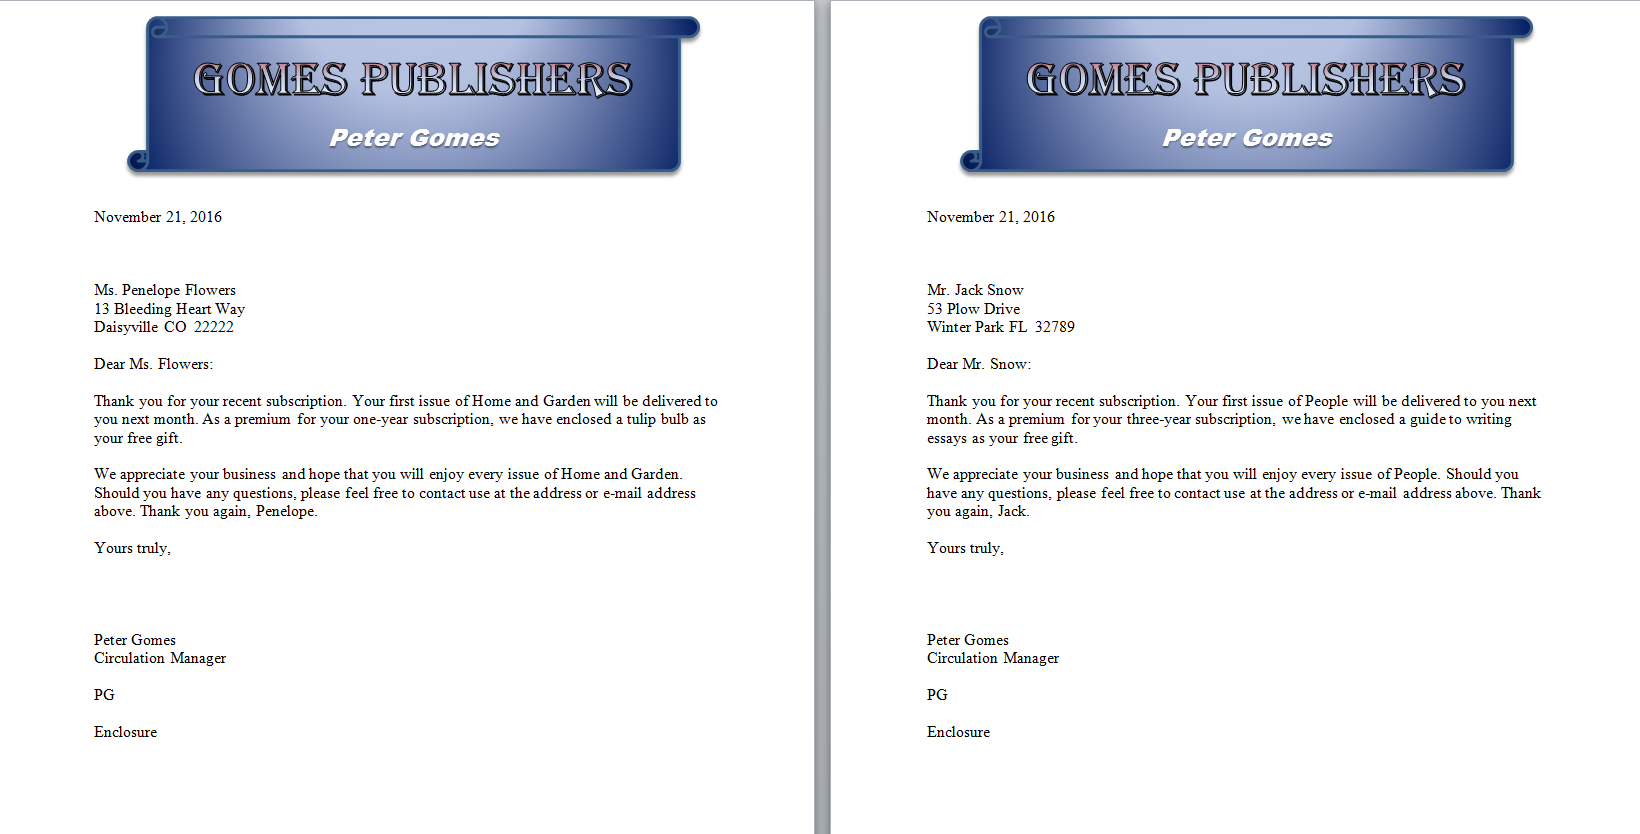 GOMES PUBLISHERS
Peter Gomes
November 21, 2016
Ms. Penelope Flowers
13 Bleeding Heart Way
Daisyville CO  22222
Dear Ms. Flowers:
Thank you for your recent subscription. Your first issue of Home and Garden will be delivered to
you next month. As a premium for your one-year subscription, we have enclosed a tulip bulb as
your free gift.
We appreciate your business and hope that you will enjoy every issue of Home and Garden.
Should you have any questions, please feel free to contact use at the address or e-mail address
above. Thank you again, Penelope.
Yours truly,
Peter Gomes
Circulation Manager
PG
Enclosure
GOMES PUBLISHERS
Peter Gomes
November 21, 2016
Mr. Jack Snow
53 Plow Drive
Winter Park FL  32789
Dear Mr. Snow:
Thank you for your recent subscription. Your first issue of People will be delivered to you next
month. As a premium for your three-year subscription, we have enclosed a guide to writing
essays as your free gift.
We appreciate your business and hope that you will enjoy every issue of People. Should you
have any questions, please feel free to contact use at the address or e-mail address above. Thank
you again, Jack.
Yours truly,
Peter Gomes
Circulation Manager
PG
Enclosure